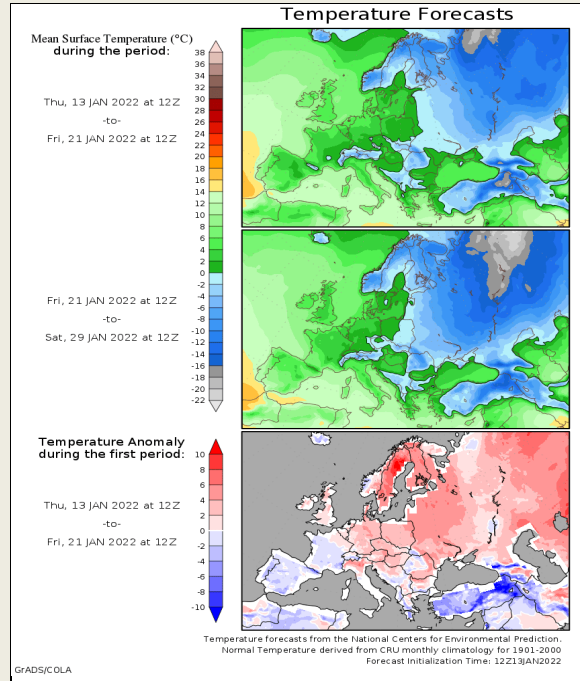 Temperature Forecasts
Mean Surface Temperature (°C)
during the period:
Thu, 13 JAN 2022 at 12Z
-to-
Fri, 21 JAN 2022 at 12Z
38
36
34
32
30
28
26
24
22
20
18
16
14
12
10
8
6
4
2
0
-2
-4
-6
-8
-10
-12
-14
-16
-18
-20
-22
Fri, 21 JAN 2022 at 12Z
-to-
Sat, 29 JAN 2022 at 12Z
Temperature Anomaly
during the first period:
Thu, 13 JAN 2022 at 12Z
-to-
Fri, 21 JAN 2022 at 12Z
10
8
6
4
2
0
-2
-4
-6
-8
-10
Temperature forecasts from the National Centers for Environmental Prediction.
Normal Temperature derived from CRU monthly climatology for 1901-2000
Forecast Initialization Time: 12Z13JAN2022
GrADS/COLA